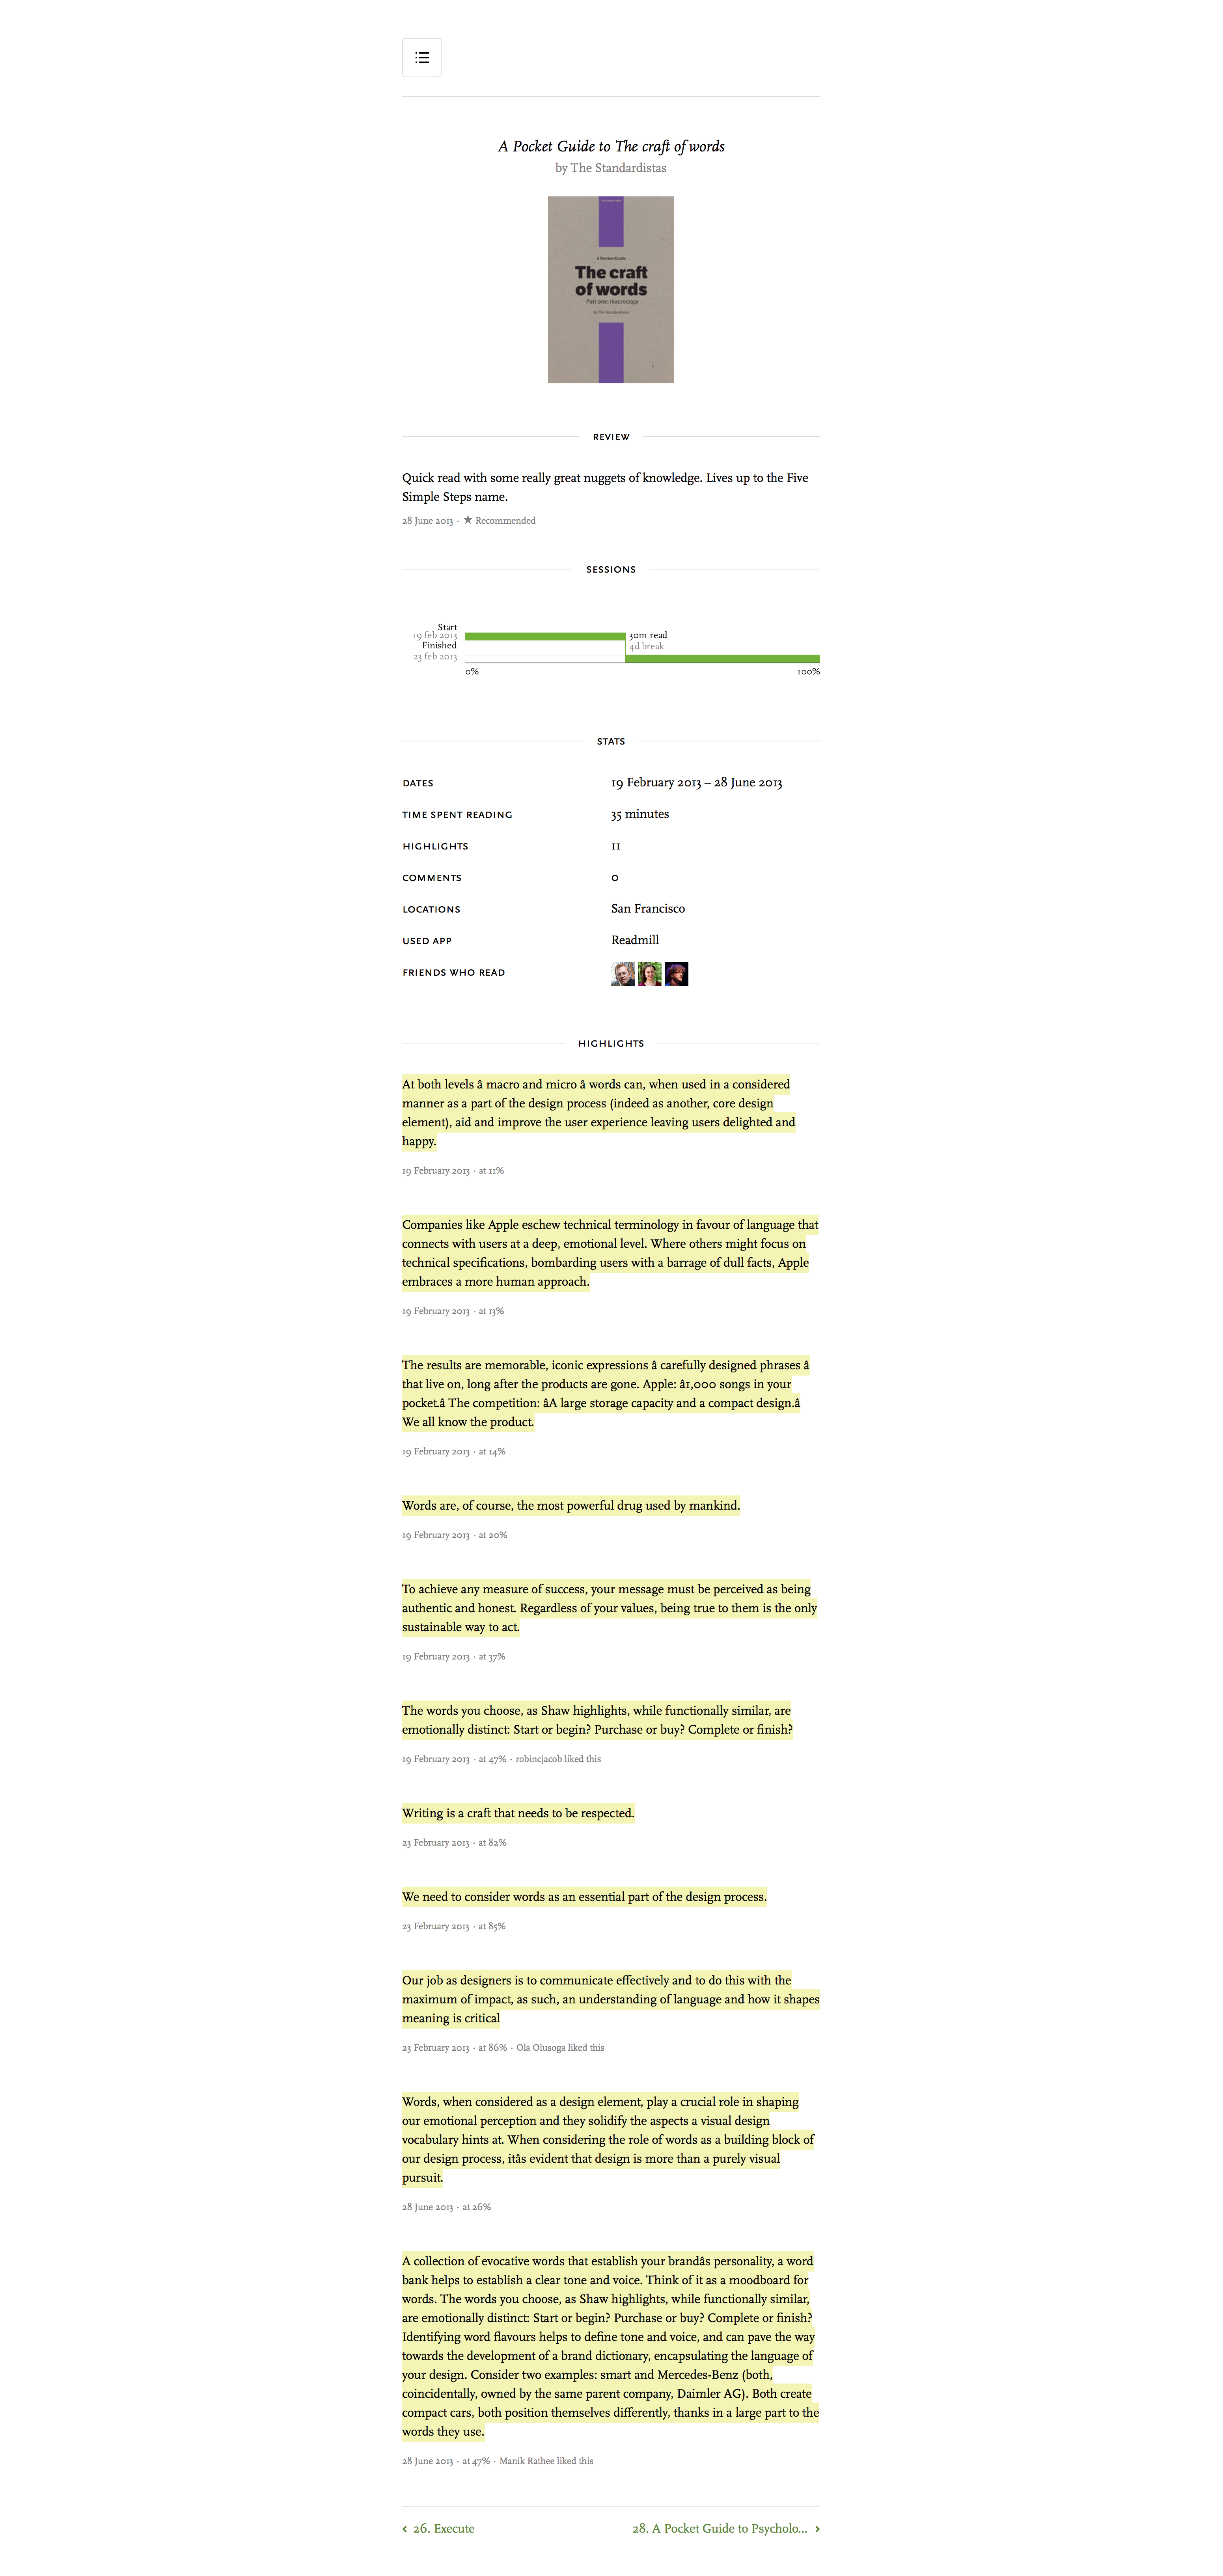 A Pocket Guide to The craft of words
by The Standardistas
A Pocket Guide
The craft
of words
Part one: macrocopy
by The Standardistas
REVIEW
Quick read with some really great nuggets of knowledge. Lives up to the Five
Simple Steps name.
28 June 2013 · ★ Recommended
SESSIONS
Start
19 feb 2013
Finished
23 feb 2013
30m read
4d break
0%
100%
STATS
DATES 19 February 2013 – 28 June 2013
TIME SPENT READING 35 minutes
HIGHLIGHTS 11
COMMENTS 0
LOCATIONS San Francisco
USED APP Readmill
FRIENDS WHO READ
HIGHLIGHTS
At both levels â macro and micro â words can, when used in a considered
manner as a part of the design process (indeed as another, core design
element), aid and improve the user experience leaving users delighted and
happy.
19 February 2013 · at 11%
Companies like Apple eschew technical terminology in favour of language that
connects with users at a deep, emotional level. Where others might focus on
technical specifications, bombarding users with a barrage of dull facts, Apple
embraces a more human approach.
19 February 2013 · at 13%
The results are memorable, iconic expressions â carefully designed phrases â
that live on, long after the products are gone. Apple: â1,000 songs in your
pocket.â The competition: âA large storage capacity and a compact design.â
We all know the product.
19 February 2013 · at 14%
Words are, of course, the most powerful drug used by mankind.
19 February 2013 · at 20%
To achieve any measure of success, your message must be perceived as being
authentic and honest. Regardless of your values, being true to them is the only
sustainable way to act.
19 February 2013 · at 37%
The words you choose, as Shaw highlights, while functionally similar, are
emotionally distinct: Start or begin? Purchase or buy? Complete or finish?
19 February 2013 · at 47% · robincjacob liked this
Writing is a craft that needs to be respected.
23 February 2013 · at 82%
We need to consider words as an essential part of the design process.
23 February 2013 · at 85%
Our job as designers is to communicate effectively and to do this with the
maximum of impact, as such, an understanding of language and how it shapes
meaning is critical
23 February 2013 · at 86% · Ola Olusoga liked this
Words, when considered as a design element, play a crucial role in shaping
our emotional perception and they solidify the aspects a visual design
vocabulary hints at. When considering the role of words as a building block of
our design process, itâs evident that design is more than a purely visual
pursuit.
28 June 2013 · at 26%
A collection of evocative words that establish your brandâs personality, a word
bank helps to establish a clear tone and voice. Think of it as a moodboard for
words. The words you choose, as Shaw highlights, while functionally similar,
are emotionally distinct: Start or begin? Purchase or buy? Complete or finish?
Identifying word flavours helps to define tone and voice, and can pave the way
towards the development of a brand dictionary, encapsulating the language of
your design. Consider two examples: smart and Mercedes-Benz (both,
coincidentally, owned by the same parent company, Daimler AG). Both create
compact cars, both position themselves differently, thanks in a large part to the
words they use.
28 June 2013 · at 47% · Manik Rathee liked this
‹ 26. Execute
28. A Pocket Guide to Psycholo... ›